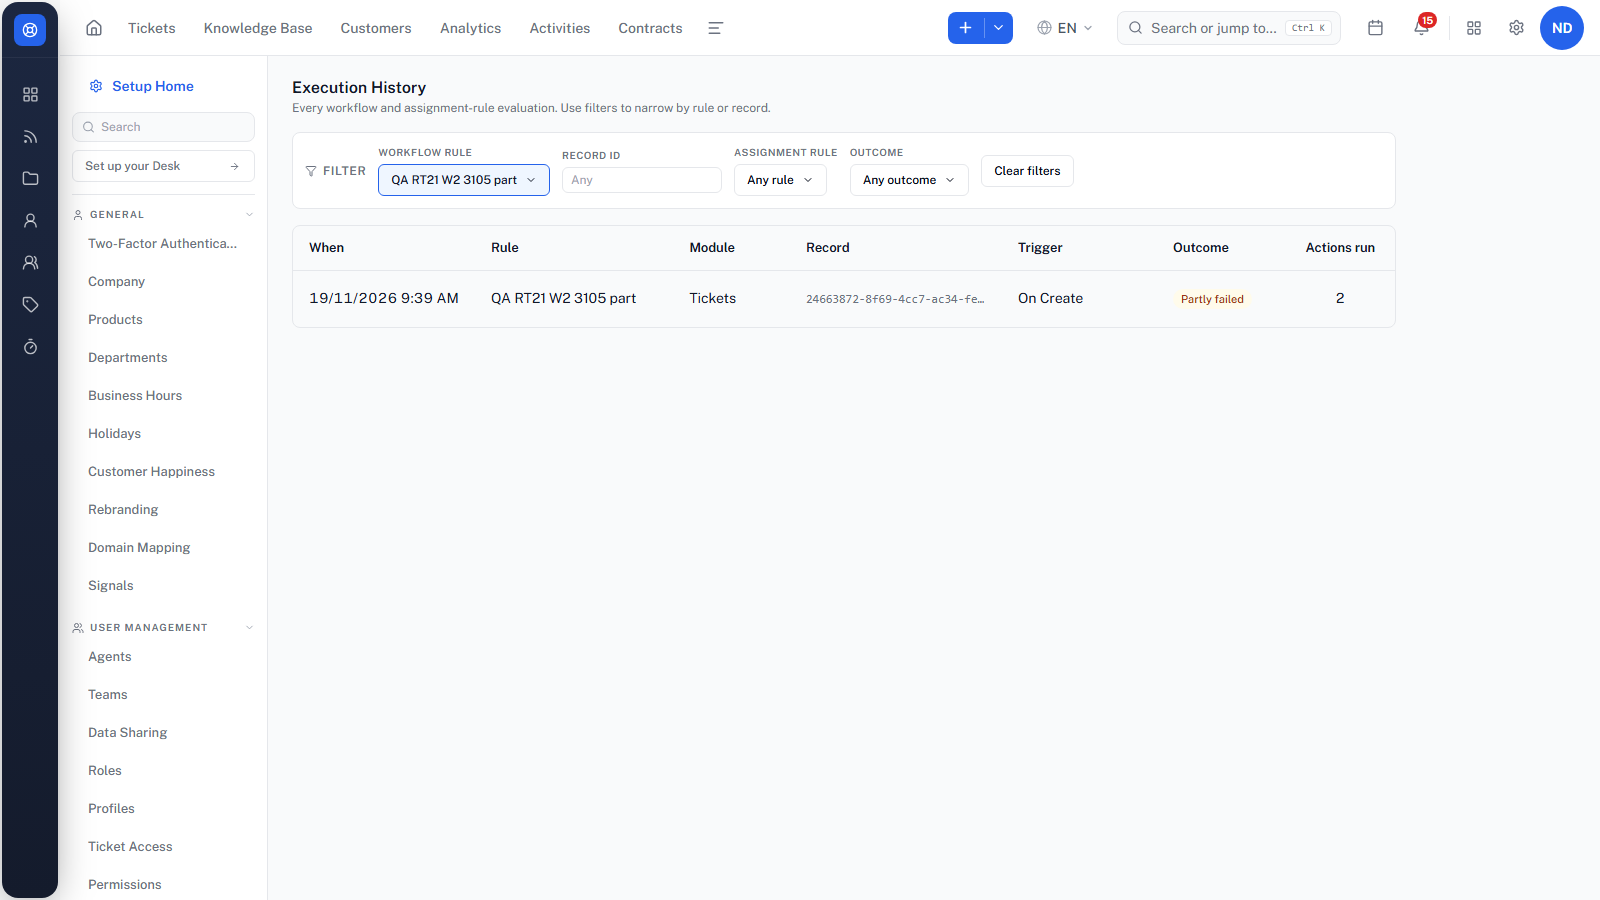 Tickets
Knowledge Base
Customers
Analytics
Activities
Contracts
EN
Search or jump to...
Ctrl K
15
ND
Setup Home
Search
Set up your Desk
GENERAL
Two-Factor Authentica...
Company
Products
Departments
Business Hours
Holidays
Customer Happiness
Rebranding
Domain Mapping
Signals
USER MANAGEMENT
Agents
Teams
Data Sharing
Roles
Profiles
Ticket Access
Permissions
Execution History
Every workflow and assignment-rule evaluation. Use filters to narrow by rule or record.
FILTER
WORKFLOW RULE
QA RT21 W2 3105 part
RECORD ID
Any
ASSIGNMENT RULE
Any rule
OUTCOME
Any outcome
Clear filters
When Rule Module Record Trigger Outcome Actions run
19/11/2026 9:39 AM QA RT21 W2 3105 part Tickets 24663872-8f69-4cc7-ac34-fe… On Create Partly failed 2